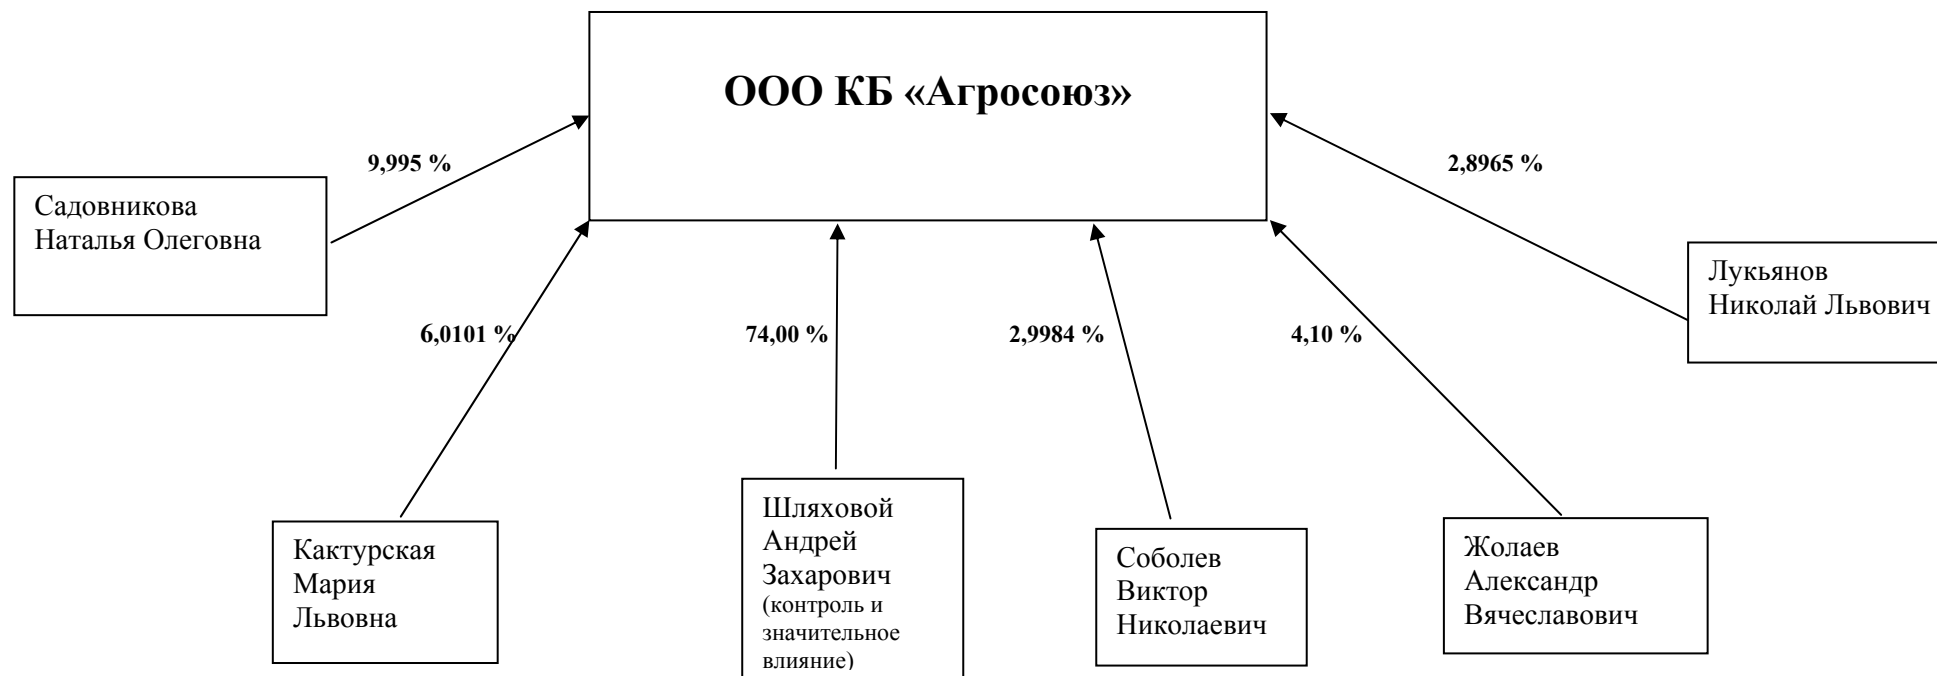 ООО КБ «Агросоюз»
9,995 %
2,8965 %
Садовникова
Наталья Олеговна
Лукьянов
Николай Львович
6,0101 %
74,00 %
2,9984 %
4,10 %
Кактурская
Мария
Львовна
Шляховой
Андрей
Захарович
(контроль и
значительное
влияние)
Соболев
Виктор
Николаевич
Жолаев
Александр
Вячеславович